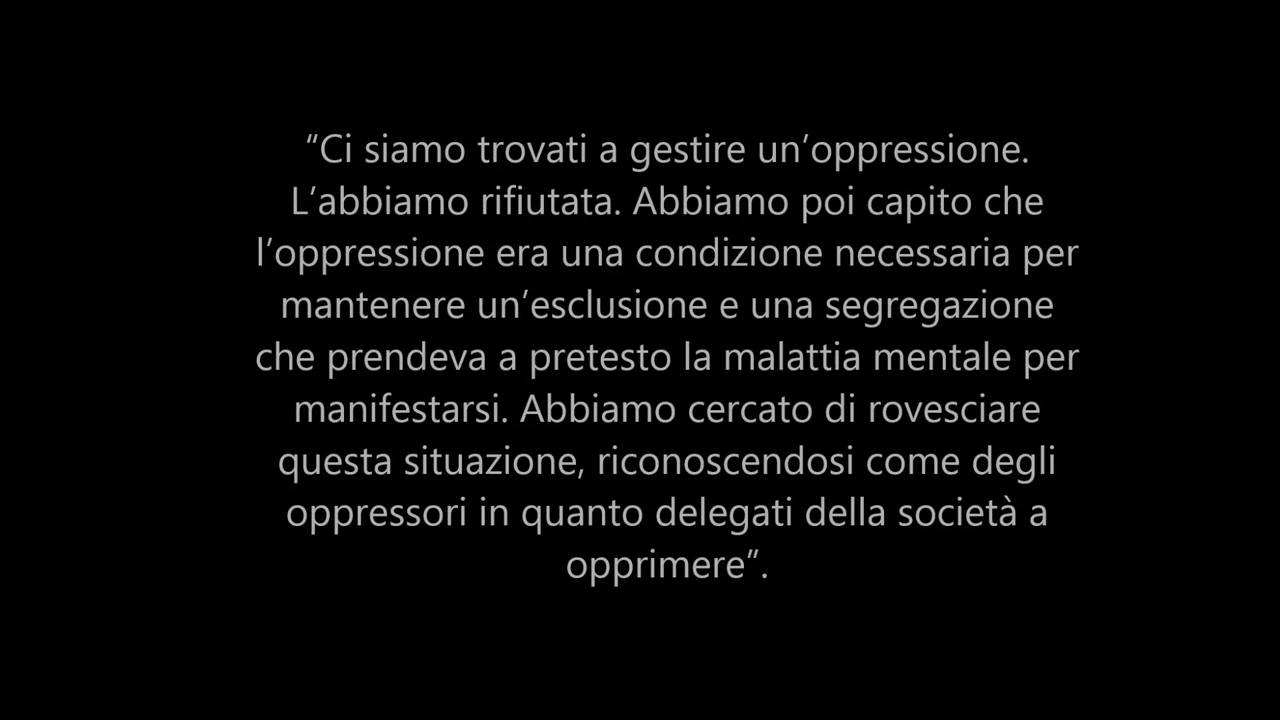 “Ci siamo trovati a gestire un’oppressione.
L’abbiamo rifiutata. Abbiamo poi capito che
l’oppressione era una condizione necessaria per
mantenere un’esclusione e una segregazione
che prendeva a pretesto la malattia mentale per
manifestarsi. Abbiamo cercato di rovesciare
questa situazione, riconoscendosi come degli
oppressori in quanto delegati della società a
opprimere”.